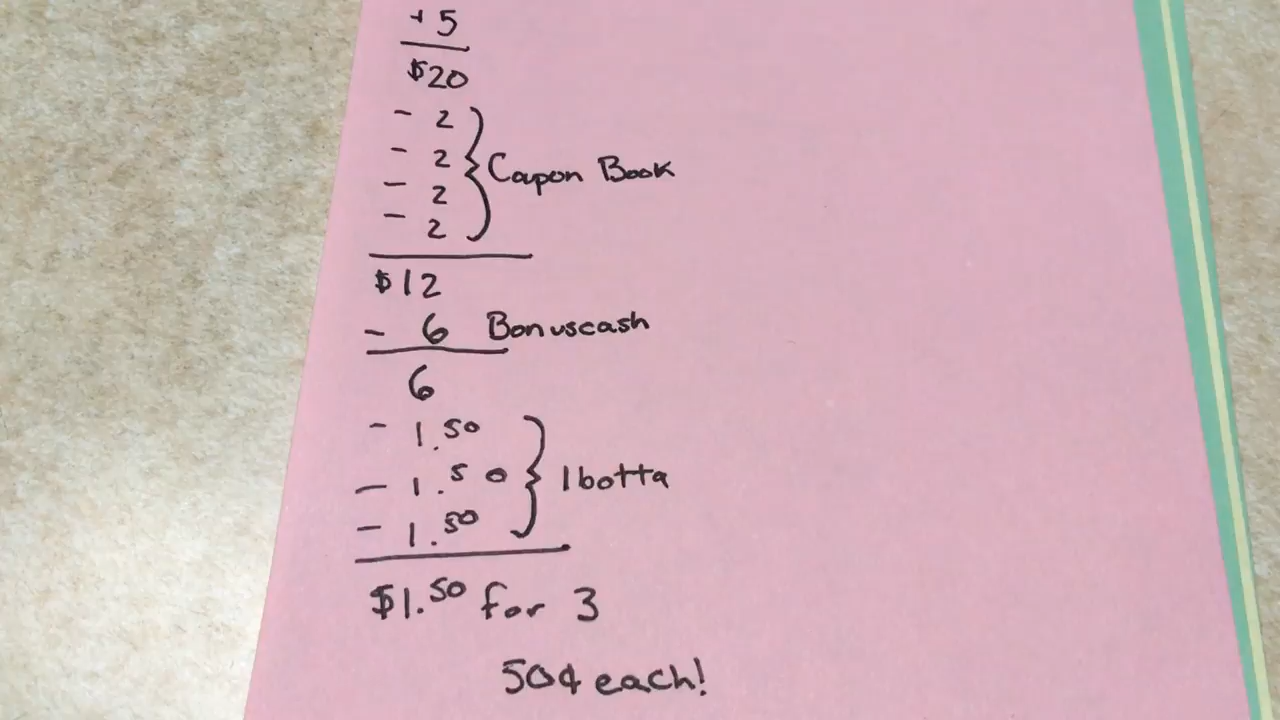 + 5
$20
- 2
- 2
- 2
- 2
Coupon Book
$12
- 6 Bonuscash
6
- 1.50
- 1.50
- 1.50
Ibotta
$1.50 for 3
50¢ each!